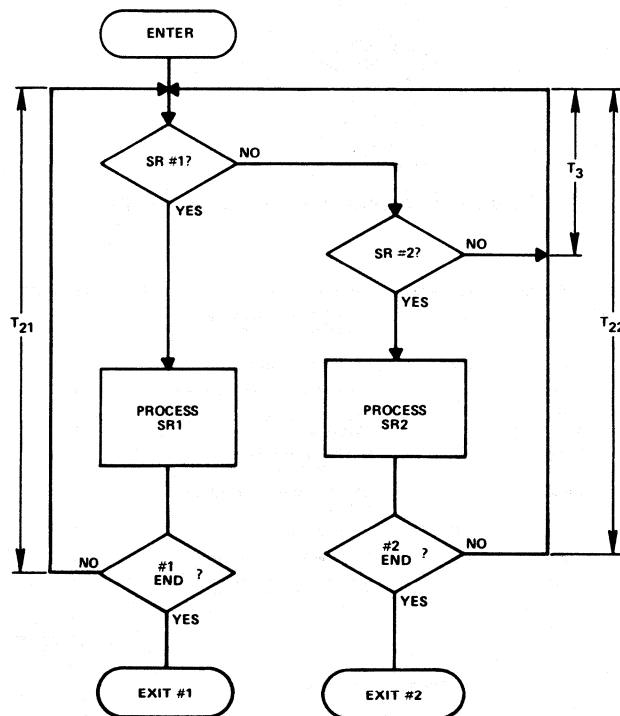 ENTER
SR #1?
NO
YES
T3
SR #2?
NO
YES
T21
T22
PROCESS
SR1
PROCESS
SR2
#1
END ?
NO
YES
#2
END ?
NO
YES
EXIT #1
EXIT #2